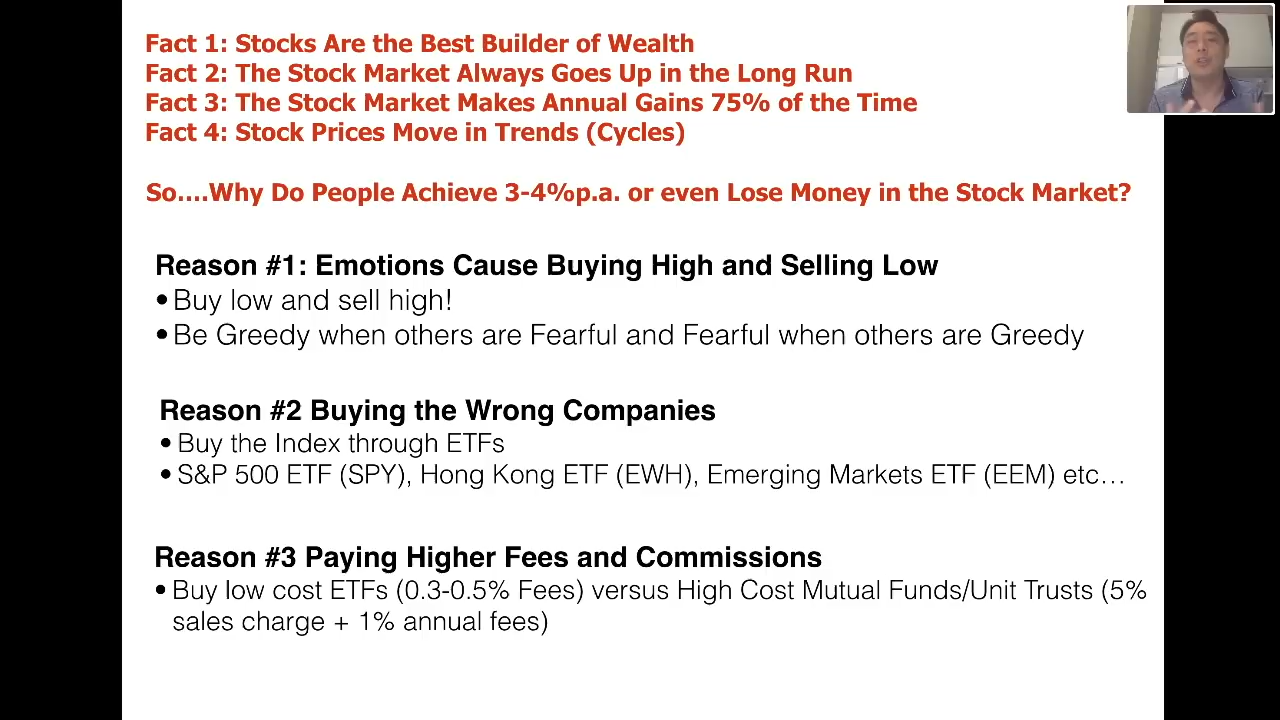 Fact 1: Stocks Are the Best Builder of Wealth
Fact 2: The Stock Market Always Goes Up in the Long Run
Fact 3: The Stock Market Makes Annual Gains 75% of the Time
Fact 4: Stock Prices Move in Trends (Cycles)
So....Why Do People Achieve 3-4%p.a. or even Lose Money in the Stock Market?
Reason #1: Emotions Cause Buying High and Selling Low
•Buy low and sell high!
•Be Greedy when others are Fearful and Fearful when others are Greedy
Reason #2 Buying the Wrong Companies
•Buy the Index through ETFs
•S&P 500 ETF (SPY), Hong Kong ETF (EWH), Emerging Markets ETF (EEM) etc…
Reason #3 Paying Higher Fees and Commissions
•Buy low cost ETFs (0.3-0.5% Fees) versus High Cost Mutual Funds/Unit Trusts (5%
sales charge + 1% annual fees)